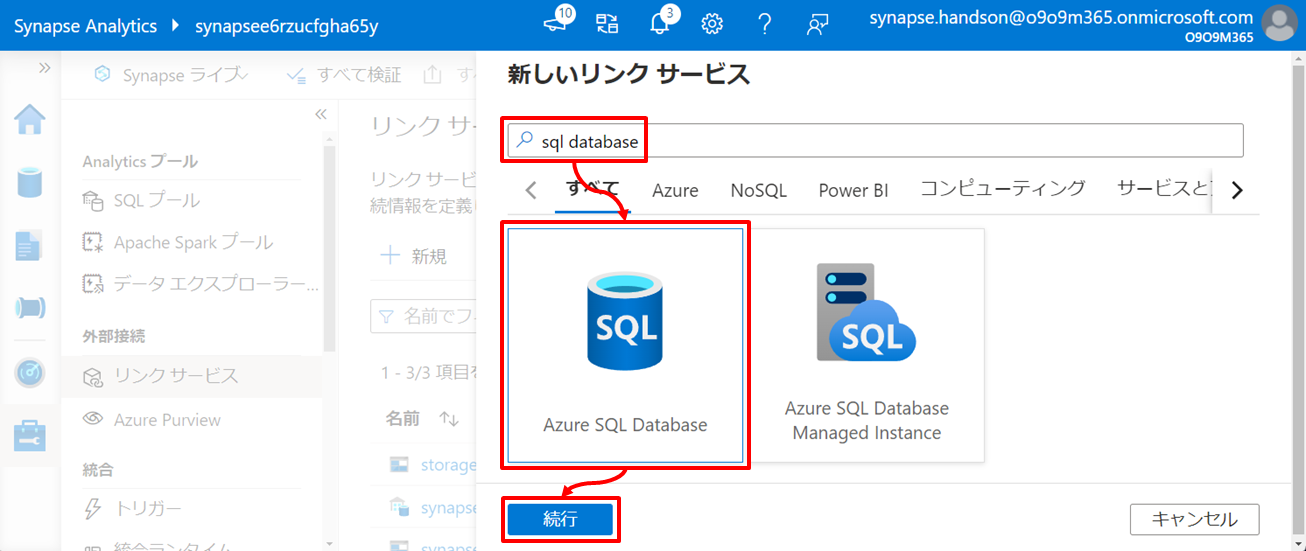 Synapse Analytics
synapsee6rzucfgha65y
10
3
synapse.handson@o9o9m365.onmicrosoft.com
O9O9M365
Synapse ライブ
すべて検証
す
Analytics プール
SQL プール
Apache Spark プール
データ エクスプローラー...
外部接続
リンク サービス
Azure Purview
統合
トリガー
統合ランタイム
リンク サー
リンク サービス
続情報を定義し
新規
名前でフィ
1 - 3/3 項目を
名前
storage
synapse
synapse
新しいリンク サービス
sql database
すべて
Azure
NoSQL
Power BI
コンピューティング
サービスと
SQL
Azure SQL Database
SQL
Azure SQL Database
Managed Instance
続行
キャンセル